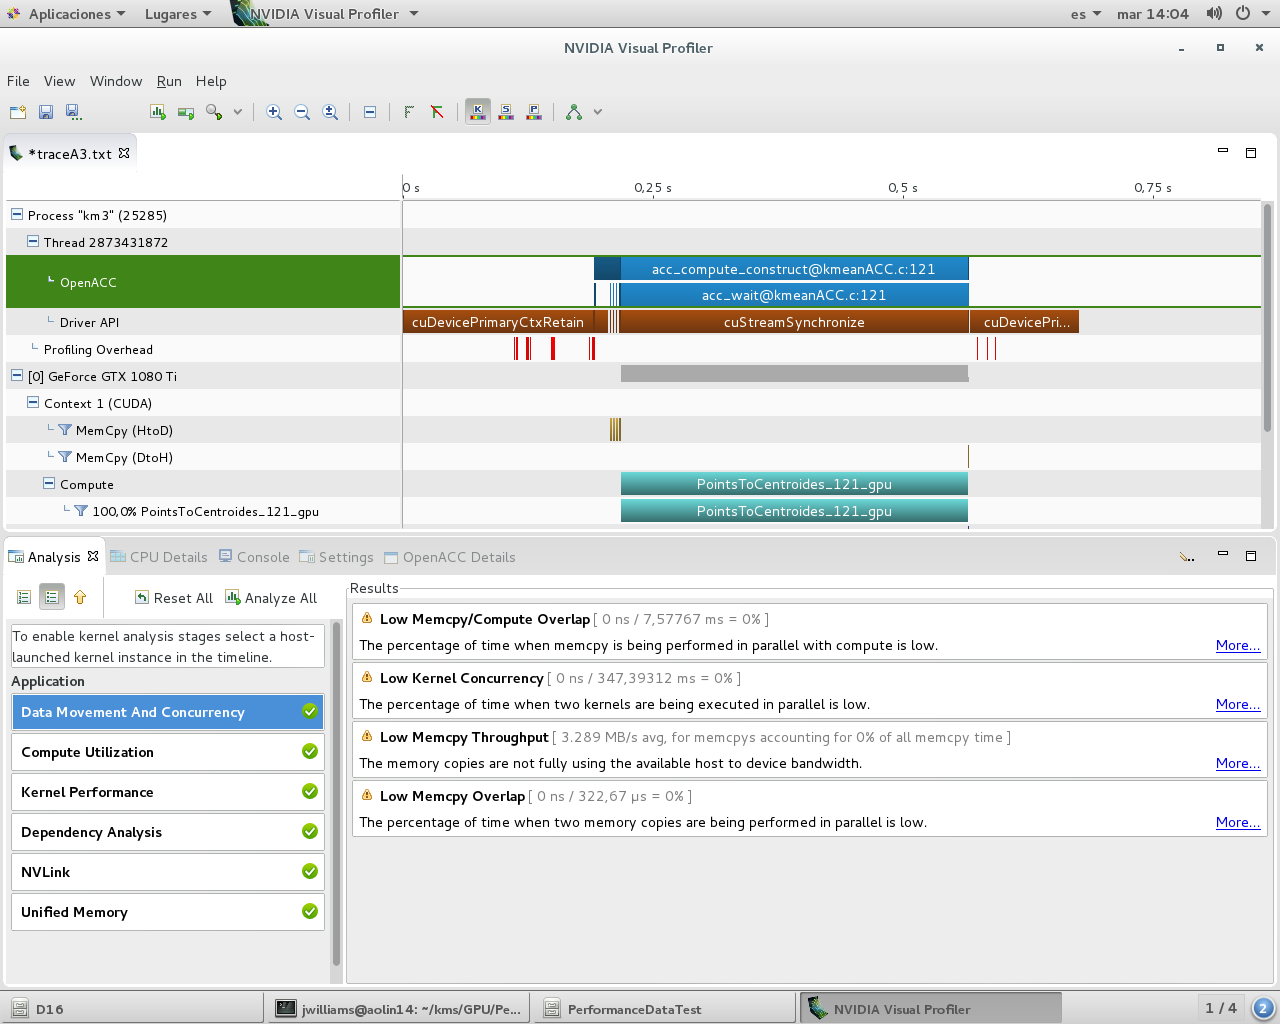 Aplicaciones Lugares NVIDIA Visual Profiler es mar 14:04
NVIDIA Visual Profiler
File View Window Run Help
K S P
*traceA3.txt
0 s 0,25 s 0,5 s 0,75 s
Process "km3" (25285)
Thread 2873431872
OpenACC acc_compute_construct@kmeanACC.c:121
acc_wait@kmeanACC.c:121
Driver API cuDevicePrimaryCtxRetain cuStreamSynchronize cuDevicePri...
Profiling Overhead
[0] GeForce GTX 1080 Ti
Context 1 (CUDA)
MemCpy (HtoD)
MemCpy (DtoH)
Compute PointsToCentroides_121_gpu
100,0% PointsToCentroides_121_gpu PointsToCentroides_121_gpu
Analysis CPU Details Console Settings OpenACC Details
Reset All Analyze All
To enable kernel analysis stages select a host-
launched kernel instance in the timeline.
Application
Data Movement And Concurrency
Compute Utilization
Kernel Performance
Dependency Analysis
NVLink
Unified Memory
Results
Low Memcpy/Compute Overlap [ 0 ns / 7,57767 ms = 0% ]
The percentage of time when memcpy is being performed in parallel with compute is low. More...
Low Kernel Concurrency [ 0 ns / 347,39312 ms = 0% ]
The percentage of time when two kernels are being executed in parallel is low. More...
Low Memcpy Throughput [ 3.289 MB/s avg, for memcpys accounting for 0% of all memcpy time ]
The memory copies are not fully using the available host to device bandwidth. More...
Low Memcpy Overlap [ 0 ns / 322,67 µs = 0% ]
The percentage of time when two memory copies are being performed in parallel is low. More...
D16 jwilliams@aolin14: ~/kms/GPU/Pe... PerformanceDataTest NVIDIA Visual Profiler 1 / 4 2